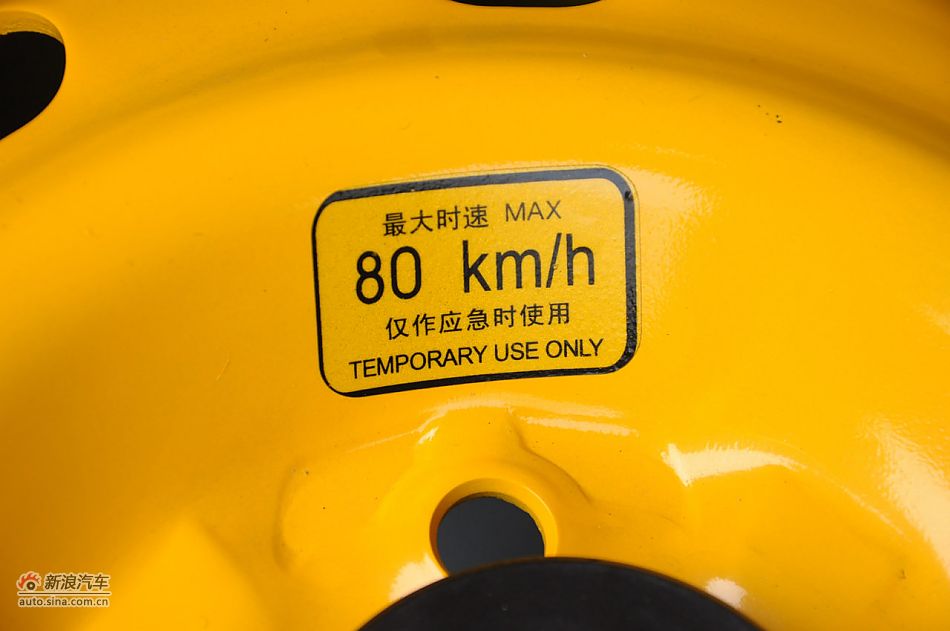 最大时速 MAX
80 km/h
仅作应急时使用
TEMPORARY USE ONLY
新浪汽车
auto.sina.com.cn